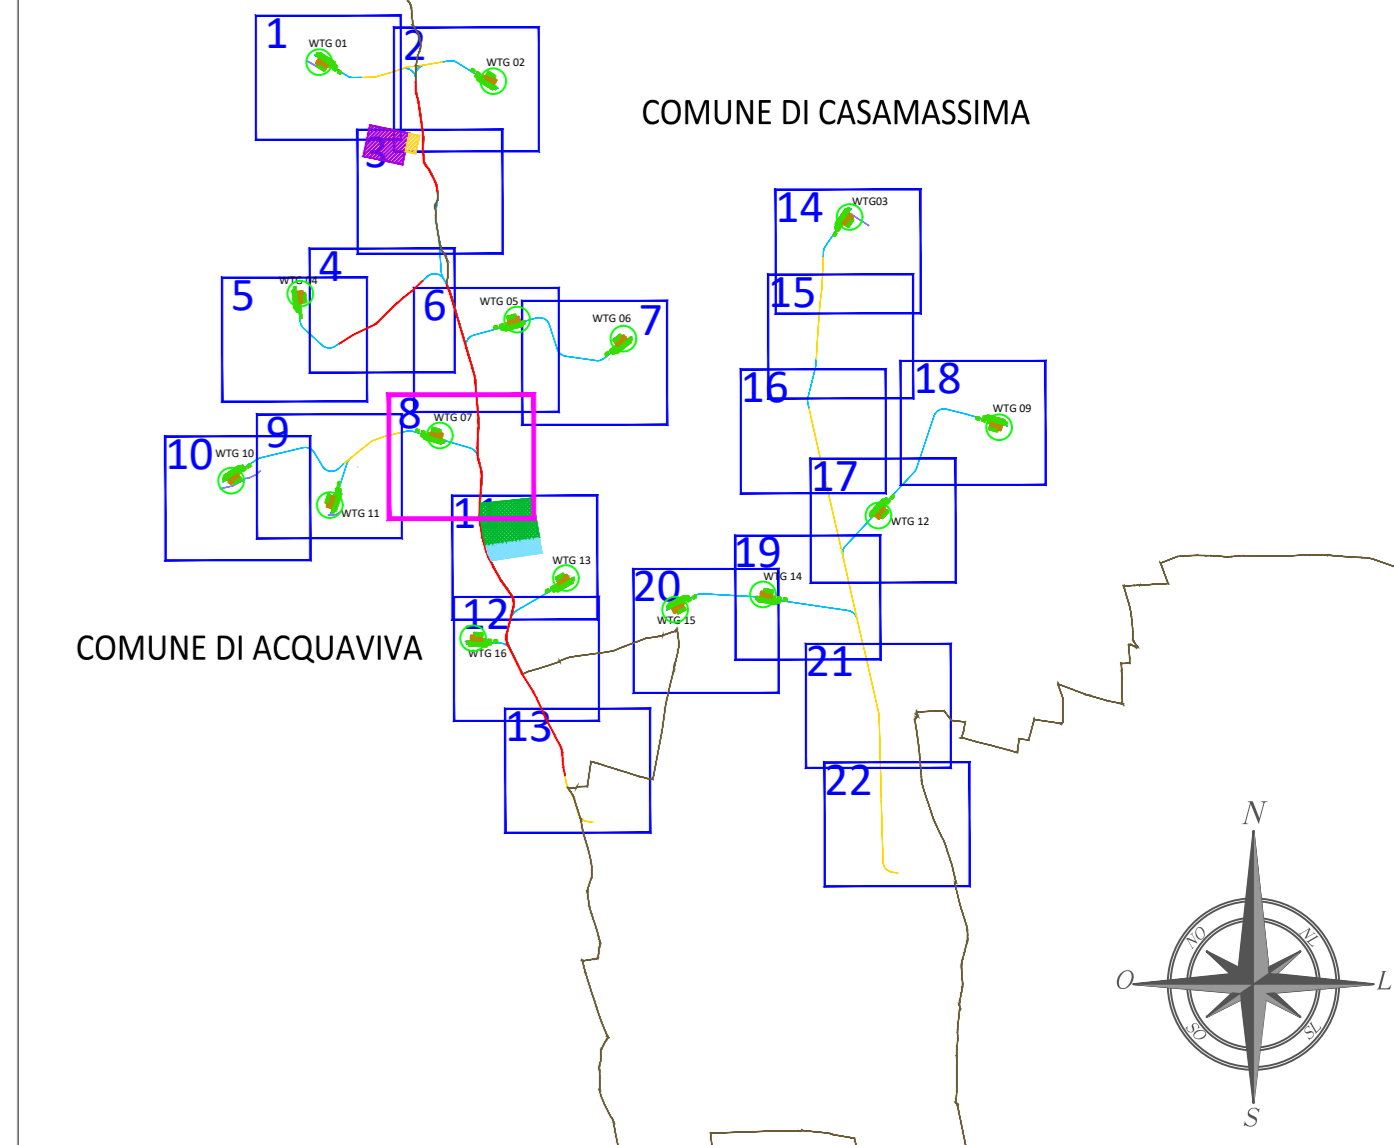 1
WTG 01
2
WTG 02
COMUNE DI CASAMASSIMA
3
14
WTG03
4
5
WTG 04
6
WTG 05
WTG 06
7
15
16
18
WTG 09
8
WTG 07
9
10
WTG 10
WTG 11
17
WTG 12
WTG 13
19
WTG 14
20
WTG 15
12
WTG 16
COMUNE DI ACQUAVIVA
21
13
22
N
NO
NL
O
L
SO
SL
S